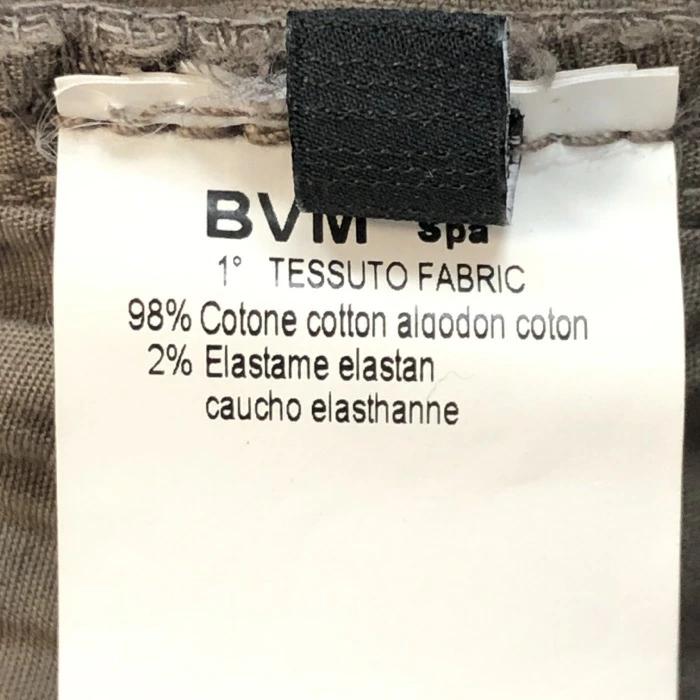 BVM Spa
1° TESSUTO FABRIC
98% Cotone cotton algodon coton
2% Elastame elastan
caucho elasthanne